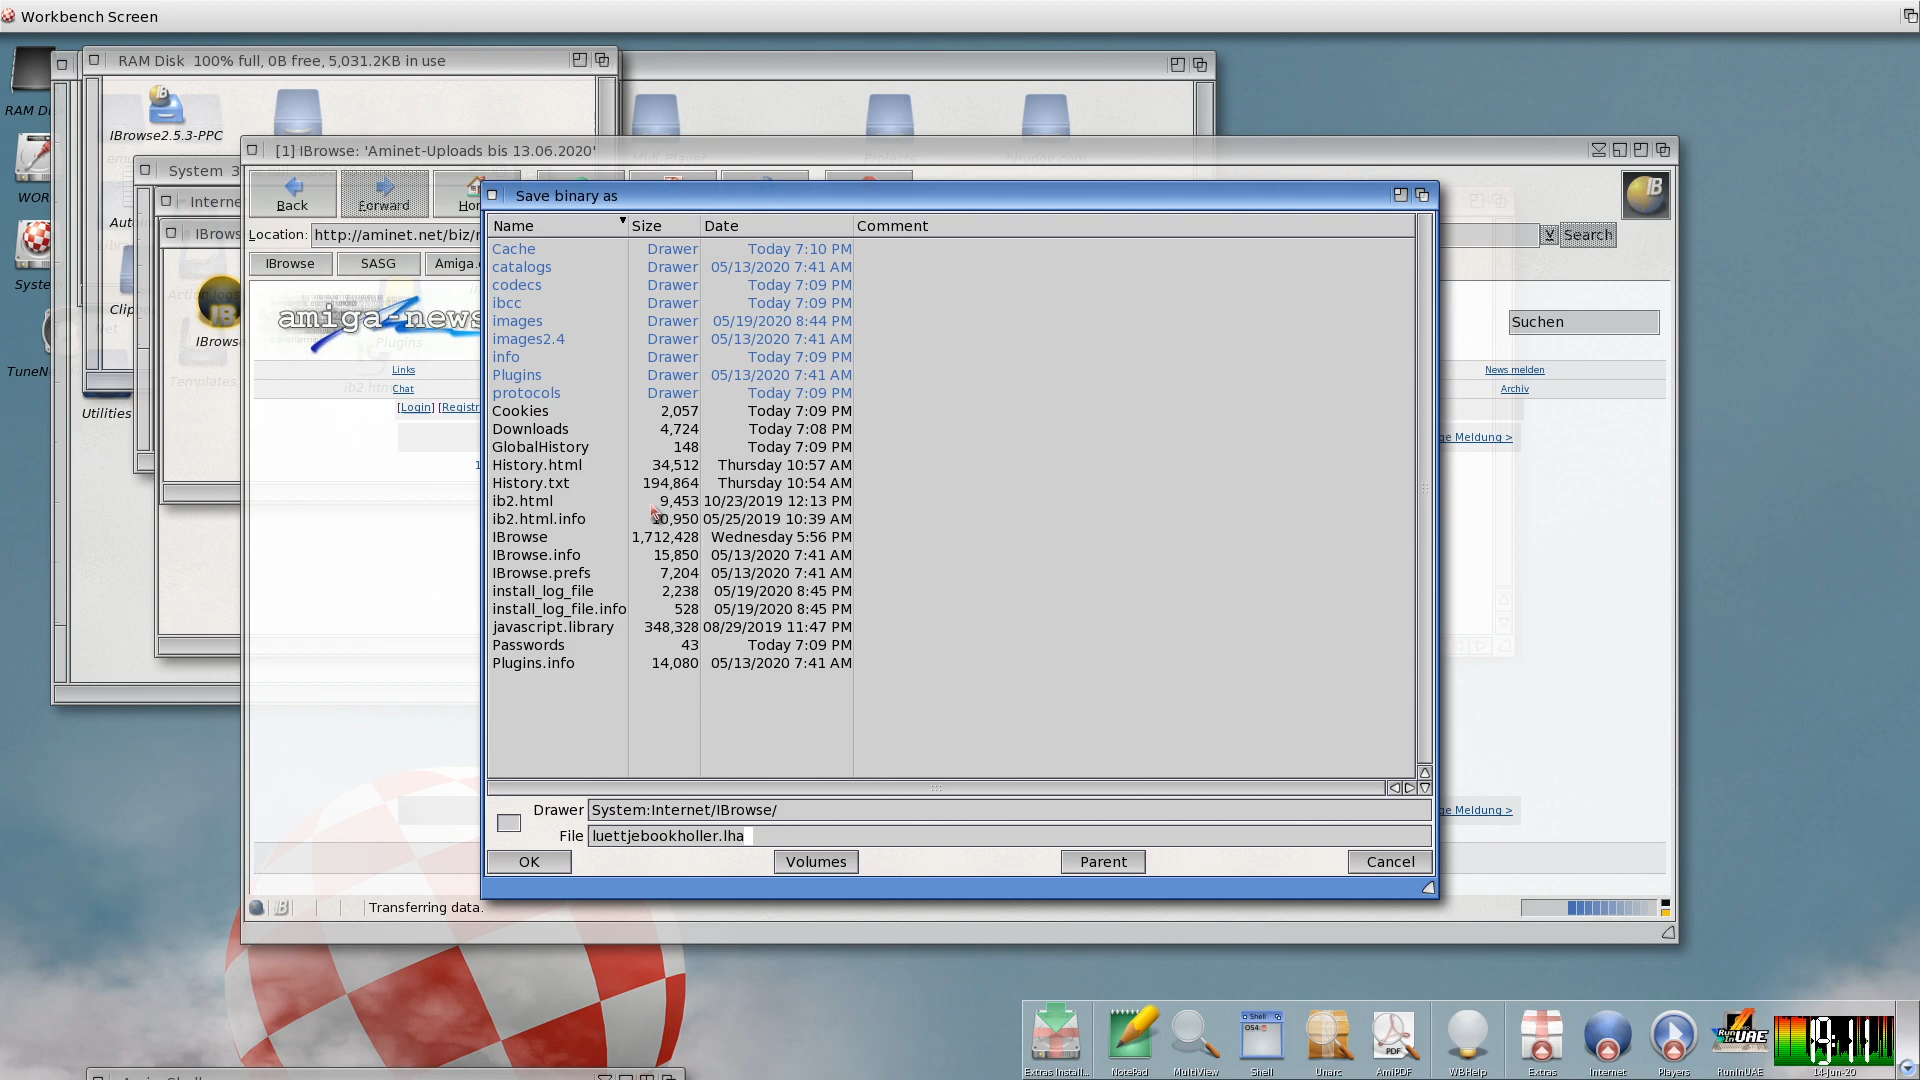 Workbench Screen
RAM Disk 100% full, 0B free, 5,031.2KB in use
IBrowse2.5.3-PPC
[1] IBrowse: 'Aminet-Uploads bis 13.06.2020'
Back
Forward
Location:
http://aminet.net/biz/
Search
IBrowse
SASG
Suchen
Links
News melden
Chat
Archiv
[Login]
Utilities
Save binary as
Name Size Date Comment
Cache Drawer Today 7:10 PM
catalogs Drawer 05/13/2020 7:41 AM
codecs Drawer Today 7:09 PM
ibcc Drawer Today 7:09 PM
images Drawer 05/19/2020 8:44 PM
images2.4 Drawer 05/13/2020 7:41 AM
info Drawer Today 7:09 PM
Plugins Drawer 05/13/2020 7:41 AM
protocols Drawer Today 7:09 PM
Cookies 2,057 Today 7:09 PM
Downloads 4,724 Today 7:08 PM
GlobalHistory 148 Today 7:09 PM
History.html 34,512 Thursday 10:57 AM
History.txt 194,864 Thursday 10:54 AM
ib2.html 9,453 10/23/2019 12:13 PM
ib2.html.info 05/25/2019 10:39 AM
IBrowse 1,712,428 Wednesday 5:56 PM
IBrowse.info 15,850 05/13/2020 7:41 AM
IBrowse.prefs 7,204 05/13/2020 7:41 AM
install_log_file 2,238 05/19/2020 8:45 PM
install_log_file.info 528 05/19/2020 8:45 PM
javascript.library 348,328 08/29/2019 11:47 PM
Passwords 43 Today 7:09 PM
Plugins.info 14,080 05/13/2020 7:41 AM
Drawer System:Internet/IBrowse/
File luettjebookholler.lha
OK Volumes Parent Cancel
Transferring data.
Extras Install... NotePad MultiView Shell Unarc AmiPDF WBHelp Extras Internet Players RunInUAE
19:11
14-Jun-20